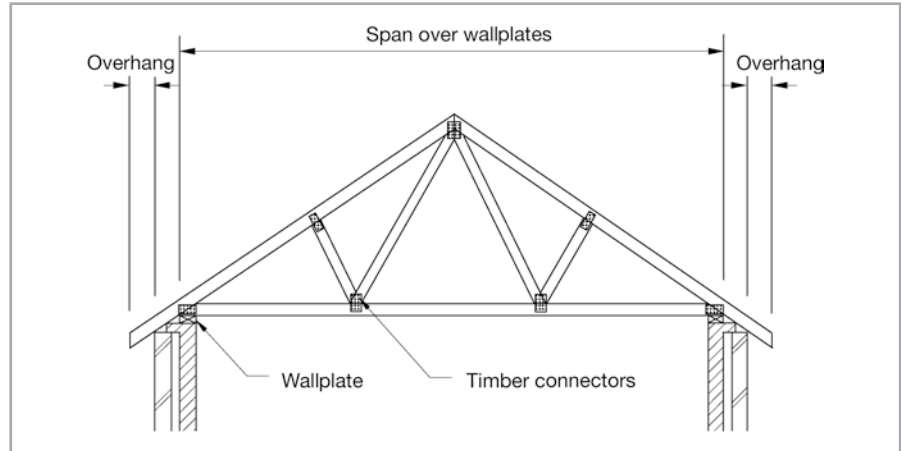 Span over wallplates
Overhang
Overhang
Wallplate
Timber connectors